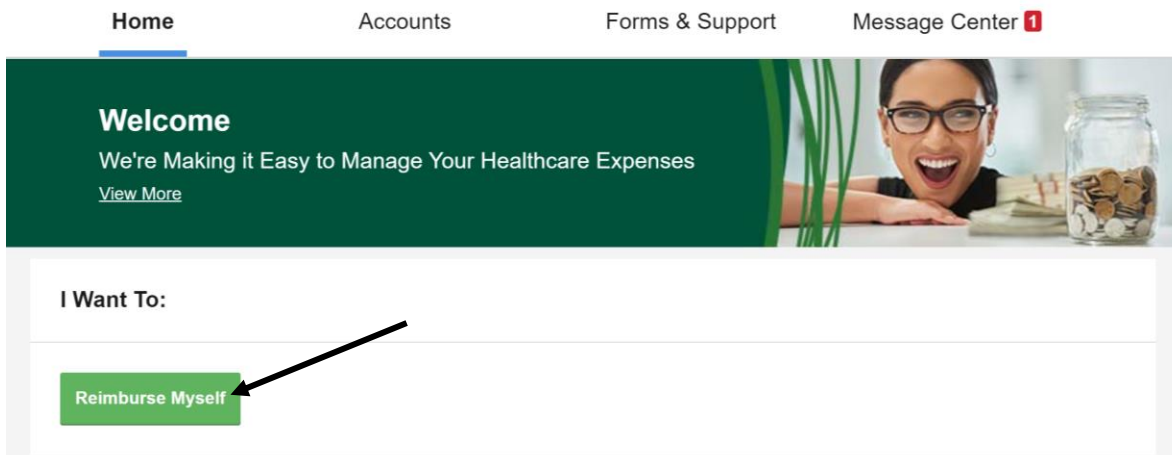 Home Accounts Forms & Support Message Center 1
Welcome
We're Making it Easy to Manage Your Healthcare Expenses
View More
I Want To:
Reimburse Myself